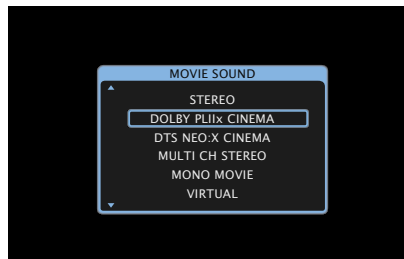 MOVIE SOUND
STEREO
DOLBY PLIIx CINEMA
DTS NEO:X CINEMA
MULTI CH STEREO
MONO MOVIE
VIRTUAL